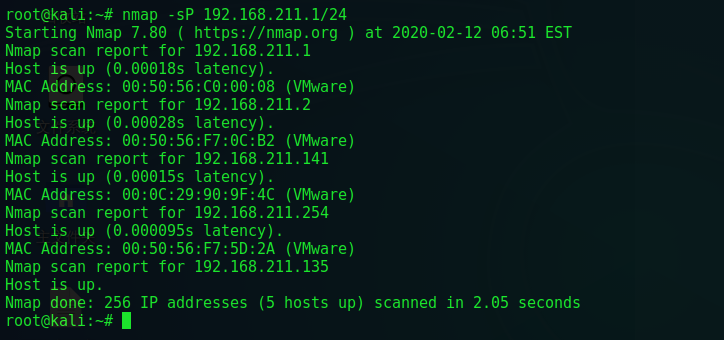 root@kali:~# nmap -sP 192.168.211.1/24
Starting Nmap 7.80 ( https://nmap.org ) at 2020-02-12 06:51 EST
Nmap scan report for 192.168.211.1
Host is up (0.00018s latency).
MAC Address: 00:50:56:C0:00:08 (VMware)
Nmap scan report for 192.168.211.2
Host is up (0.00028s latency).
MAC Address: 00:50:56:F7:0C:B2 (VMware)
Nmap scan report for 192.168.211.141
Host is up (0.00015s latency).
MAC Address: 00:0C:29:90:9F:4C (VMware)
Nmap scan report for 192.168.211.254
Host is up (0.000095s latency).
MAC Address: 00:50:56:F7:5D:2A (VMware)
Nmap scan report for 192.168.211.135
Host is up.
Nmap done: 256 IP addresses (5 hosts up) scanned in 2.05 seconds
root@kali:~#